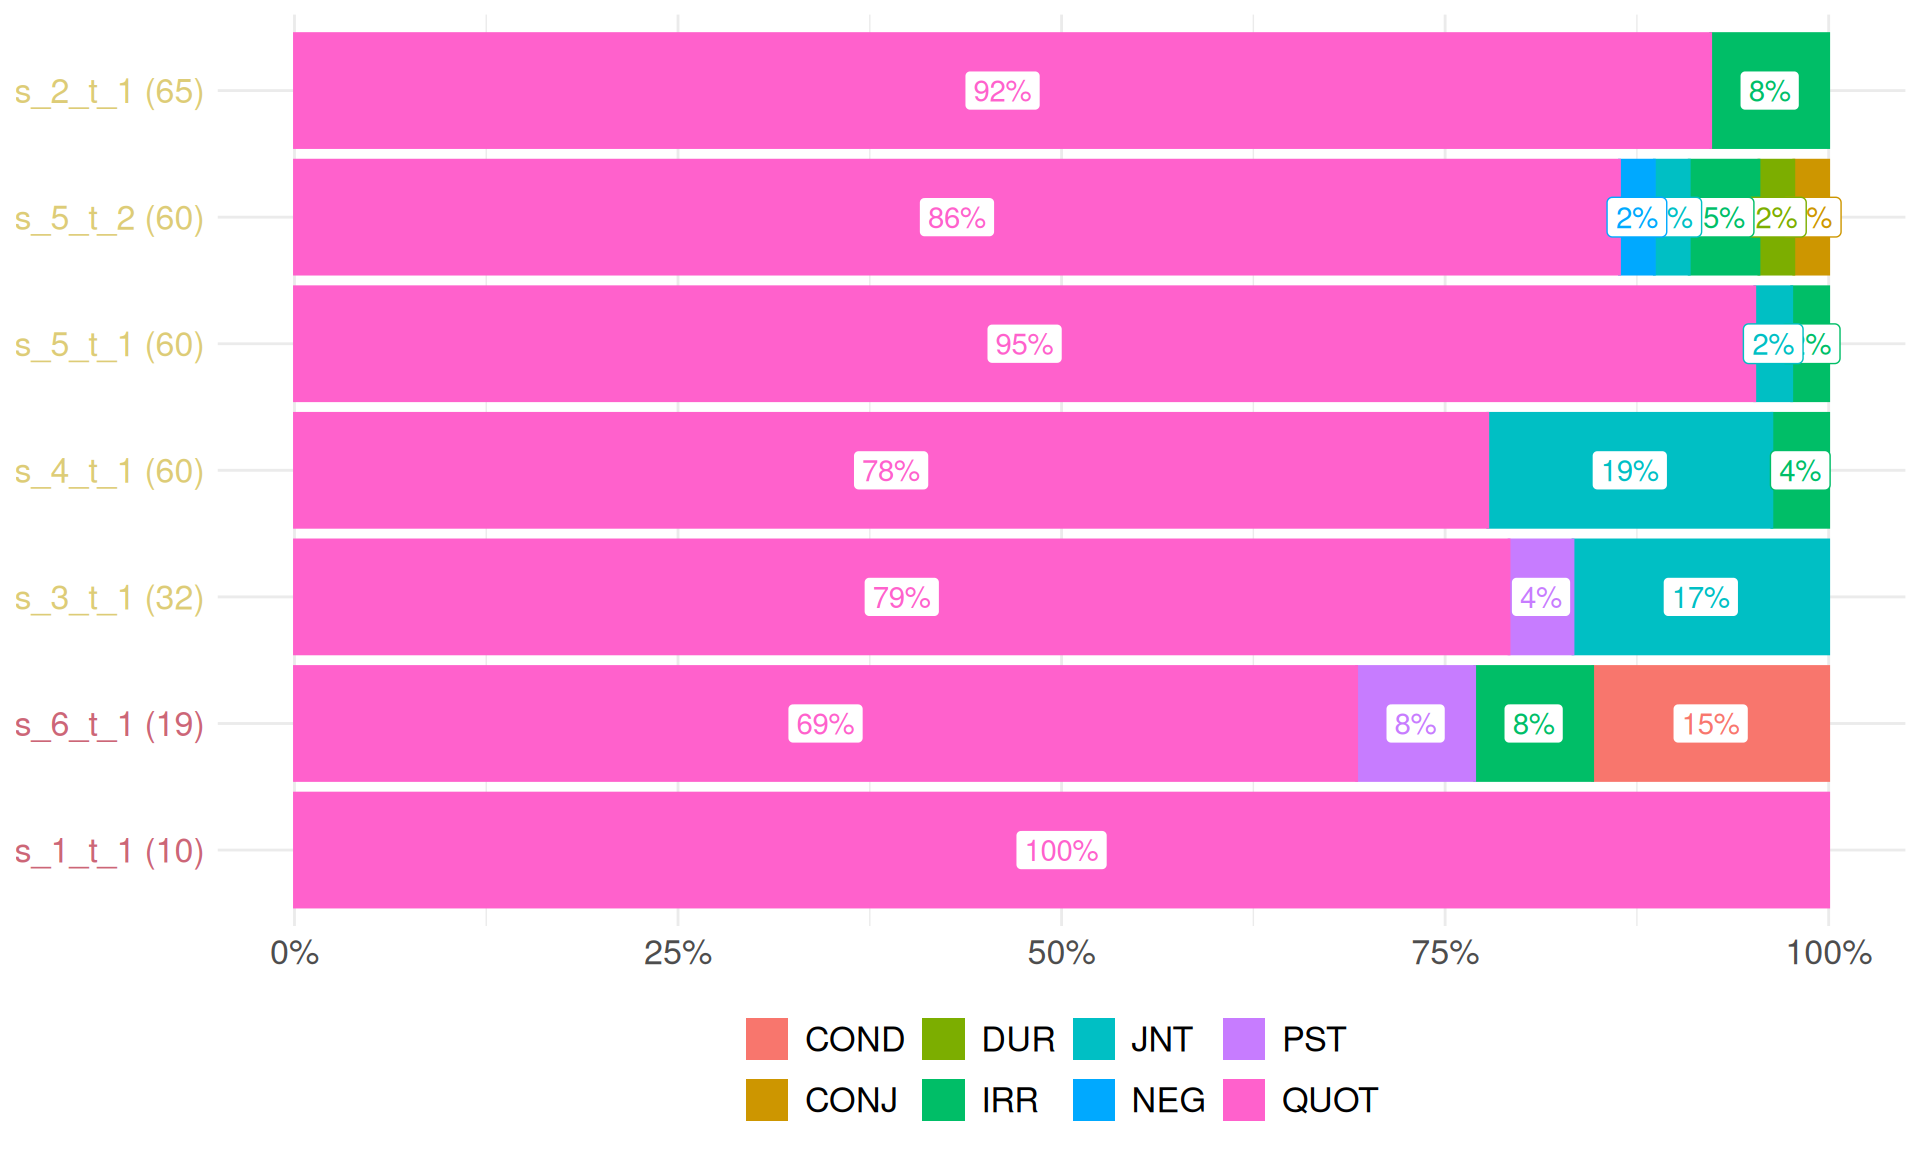 s_2_t_1 (65) 92% 8%
s_5_t_2 (60) 86% 2% % 5% 2% %
s_5_t_1 (60) 95% 2% %
s_4_t_1 (60) 78% 19% 4%
s_3_t_1 (32) 79% 4% 17%
s_6_t_1 (19) 69% 8% 8% 15%
s_1_t_1 (10) 100%
0% 25% 50% 75% 100%
COND DUR JNT PST
CONJ IRR NEG QUOT